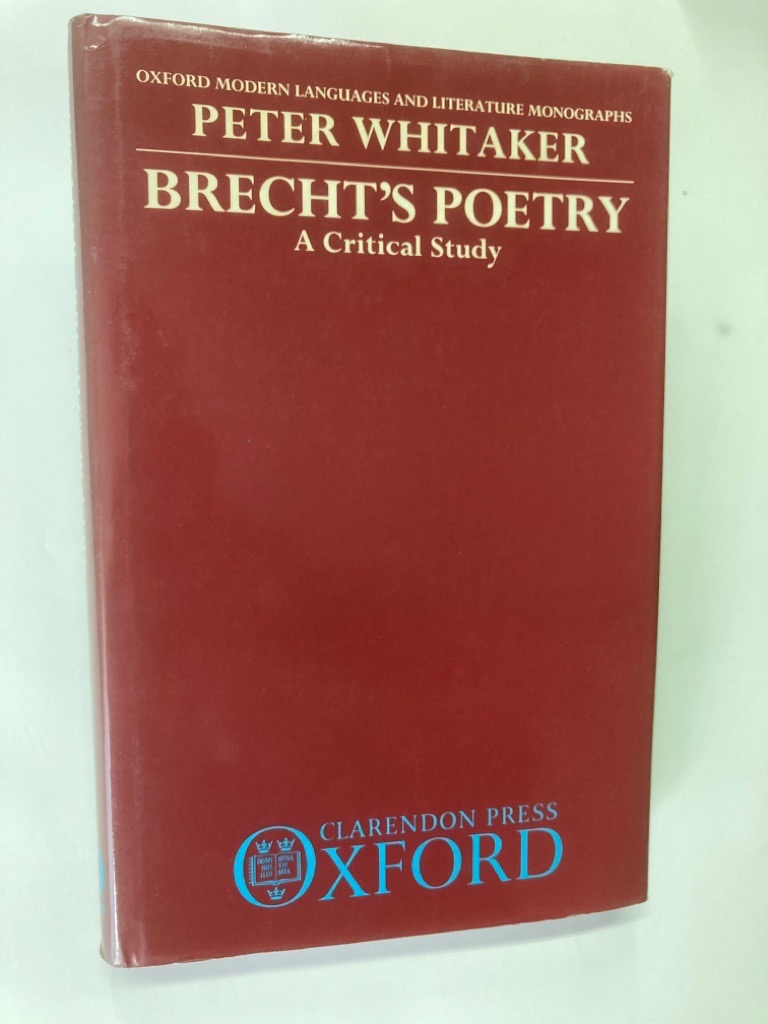 OXFORD MODERN LANGUAGES AND LITERATURE MONOGRAPHS
PETER WHITAKER
BRECHT'S POETRY
A Critical Study
CLARENDON PRESS
OXFORD